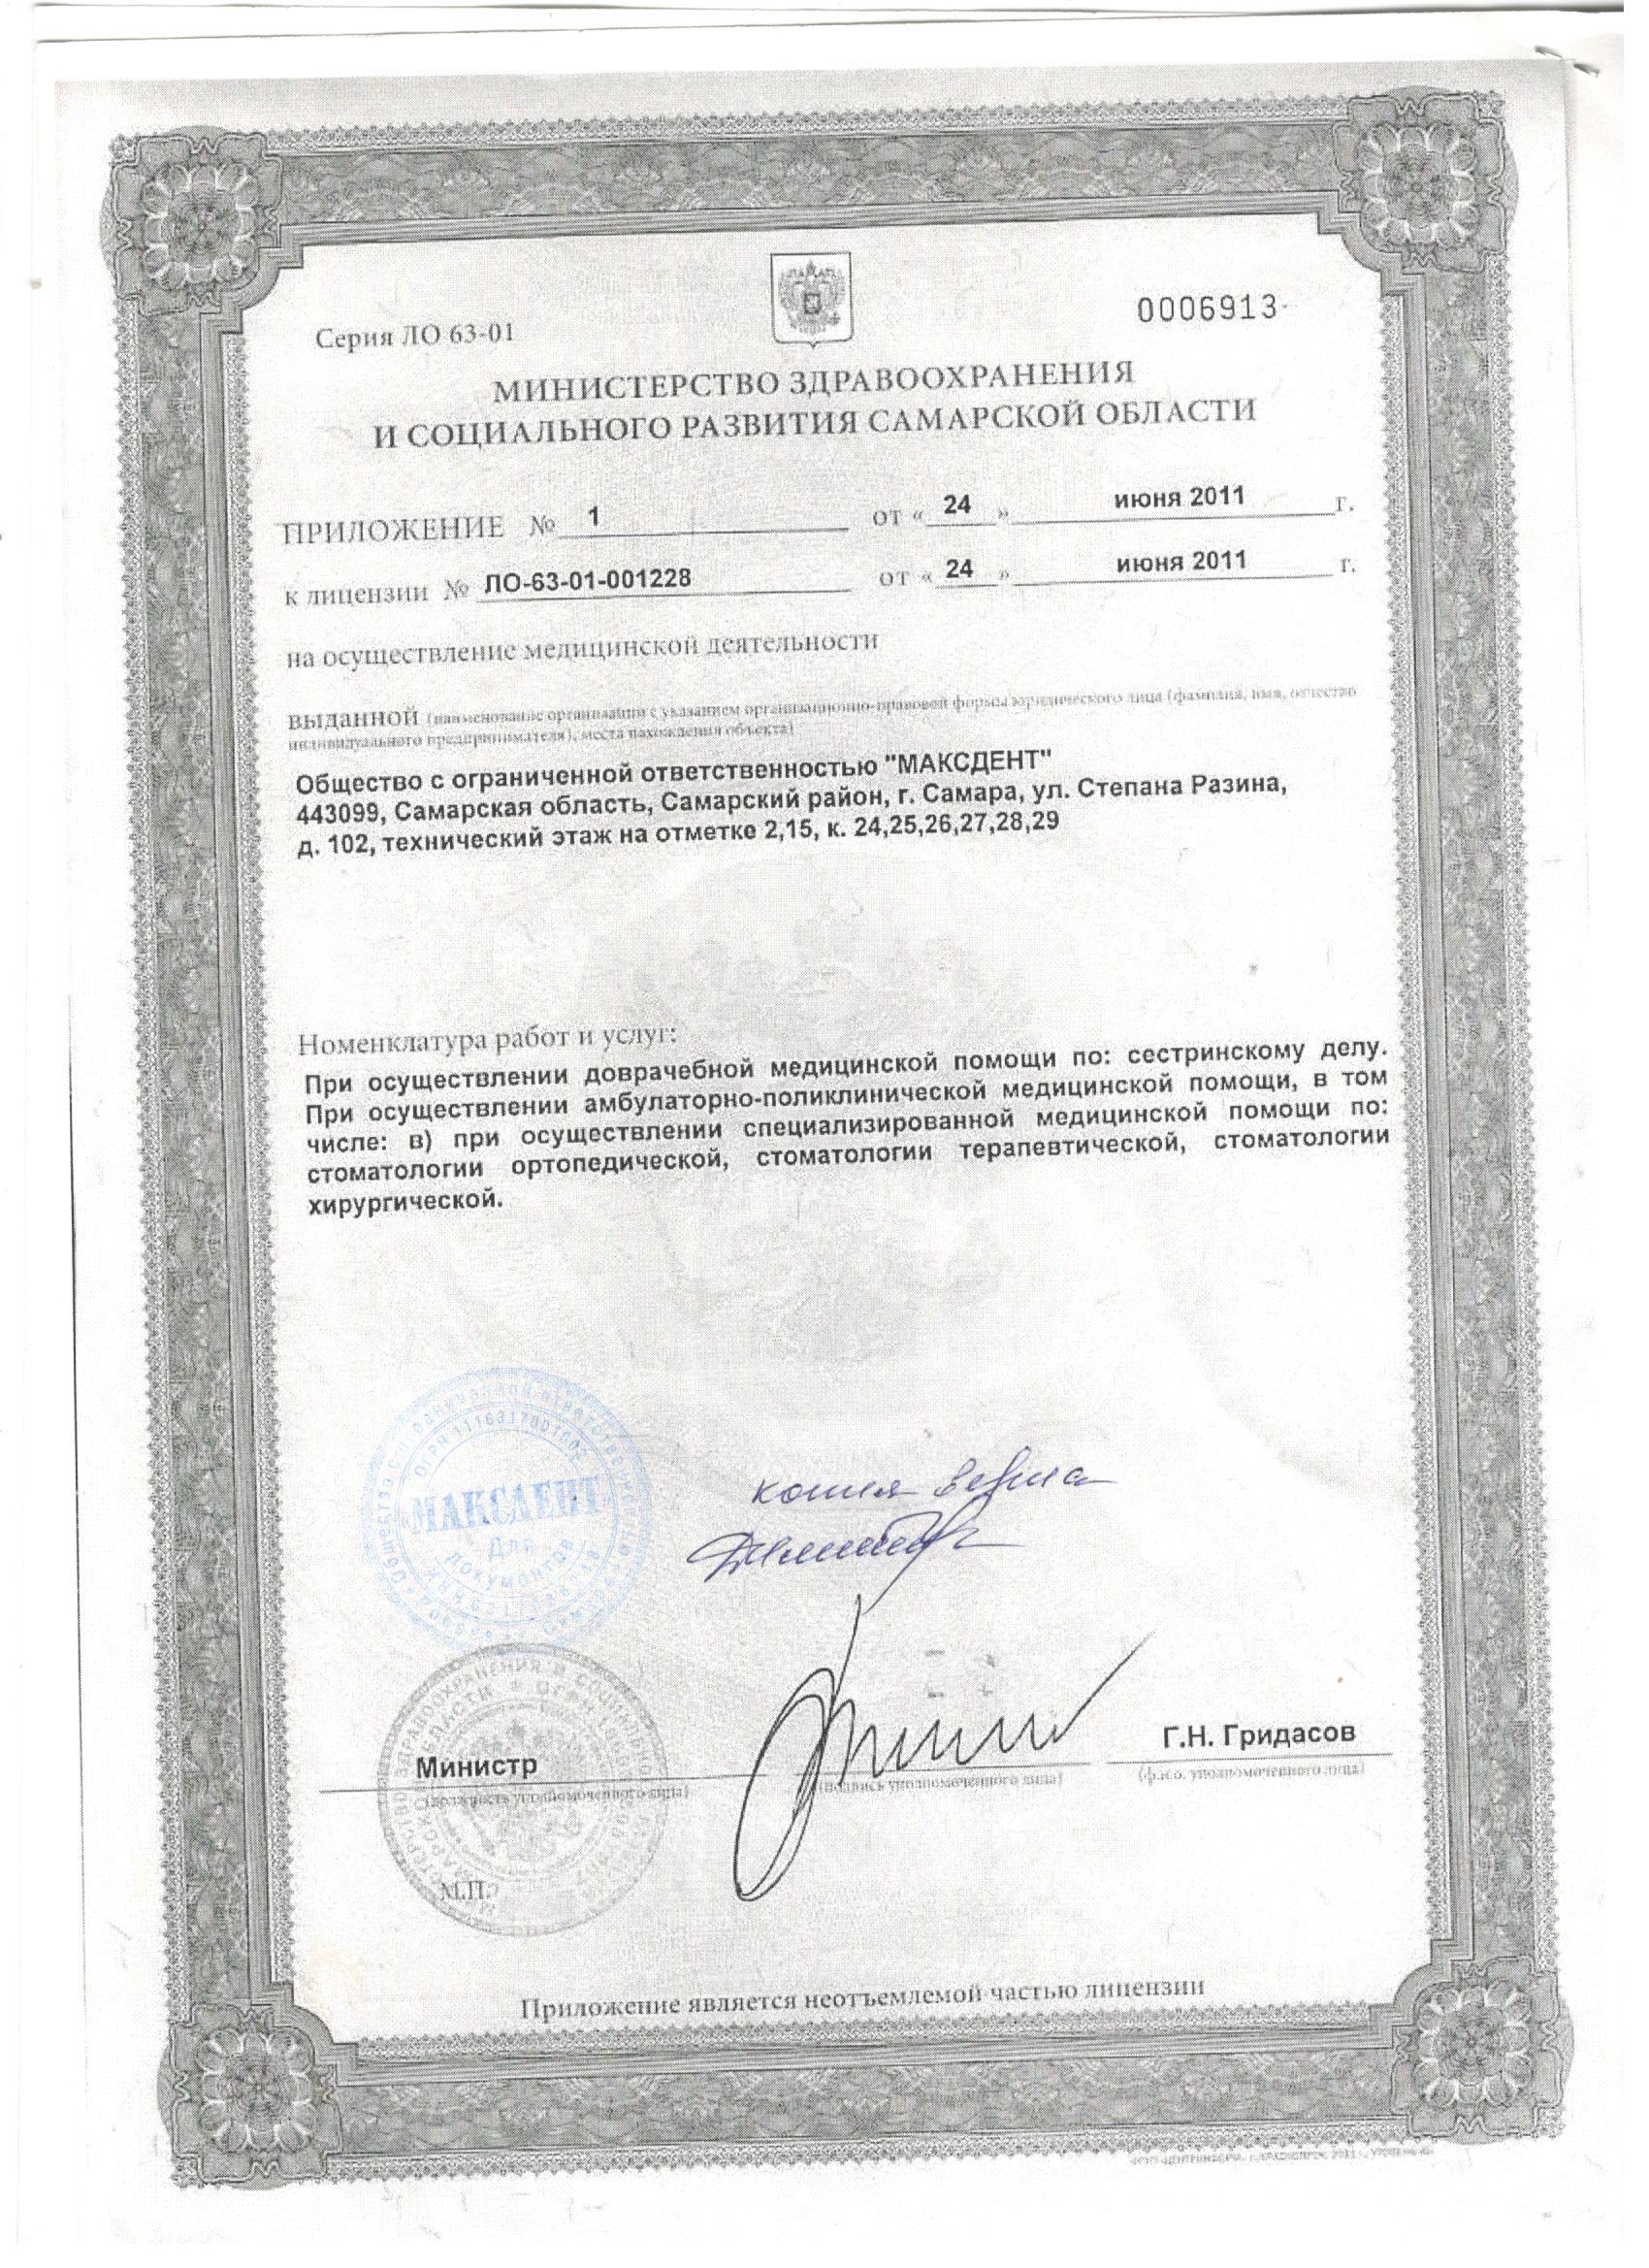 Серия ЛО 63-01
0006913
МИНИСТЕРСТВО ЗДРАВООХРАНЕНИЯ
И СОЦИАЛЬНОГО РАЗВИТИЯ САМАРСКОЙ ОБЛАСТИ
ПРИЛОЖЕНИЕ № 1 от « 24 » июня 2011 г.
к лицензии № ЛО-63-01-001228 от « 24 » июня 2011 г.
на осуществление медицинской деятельности
выданной (наименование организации с указанием организационно-правовой формы юридического лица (фамилия, имя, отчество
индивидуального предпринимателя), места нахождения объекта)
Общество с ограниченной ответственностью "МАКСДЕНТ"
443099, Самарская область, Самарский район, г. Самара, ул. Степана Разина,
д. 102, технический этаж на отметке 2,15, к. 24,25,26,27,28,29
Номенклатура работ и услуг:
При осуществлении доврачебной медицинской помощи по: сестринскому делу.
При осуществлении амбулаторно-поликлинической медицинской помощи, в том
числе: в) при осуществлении специализированной медицинской помощи по:
стоматологии ортопедической, стоматологии терапевтической, стоматологии
хирургической.
МАКСДЕНТ
Для
документов
копия верна
Министр
Г.Н. Гридасов
(должность уполномоченного лица)
(подпись уполномоченного лица)
(ф.и.о. уполномоченного лица)
М.П.
Приложение является неотъемлемой частью лицензии